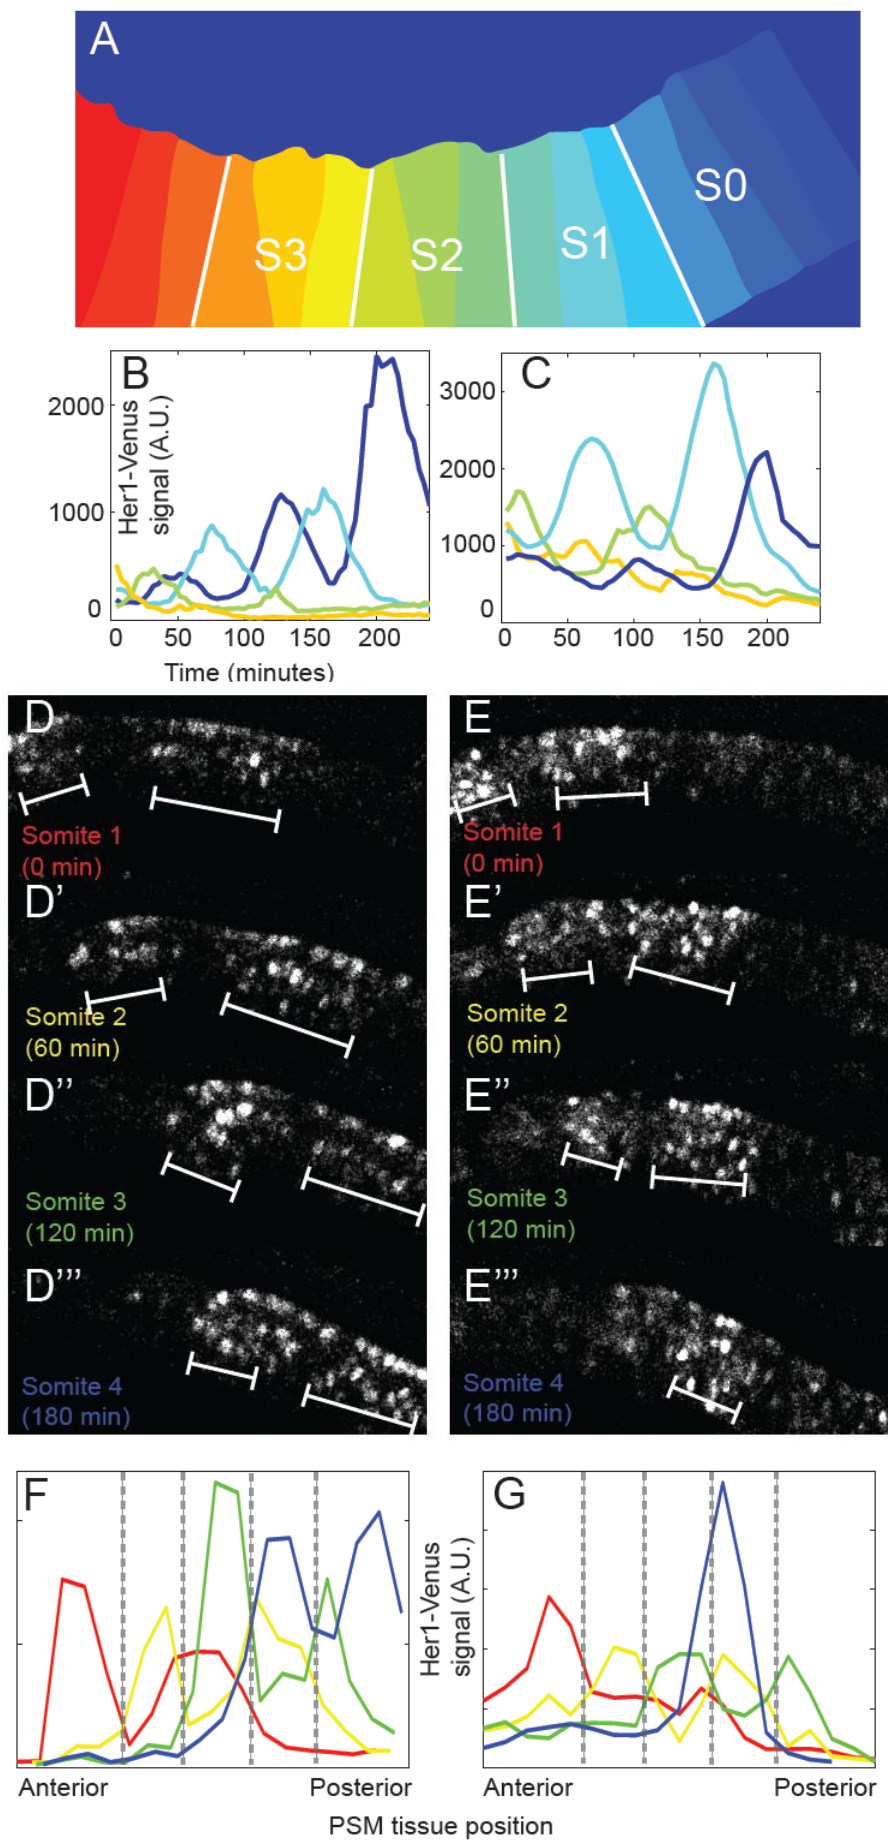 A
S3
S2
S1
S0
B
Her1-Venus
signal (A.U.)
2000
1000
0
0
50
100
150
200
Time (minutes)
C
3000
2000
1000
0
0
50
100
150
200
D
Somite 1
(0 min)
D’
Somite 2
(60 min)
D’’
Somite 3
(120 min)
D’’’
Somite 4
(180 min)
E
Somite 1
(0 min)
E’
Somite 2
(60 min)
E’’
Somite 3
(120 min)
E’’’
Somite 4
(180 min)
F
Anterior
Posterior
G
Her1-Venus
signal (A.U.)
Anterior
Posterior
PSM tissue position